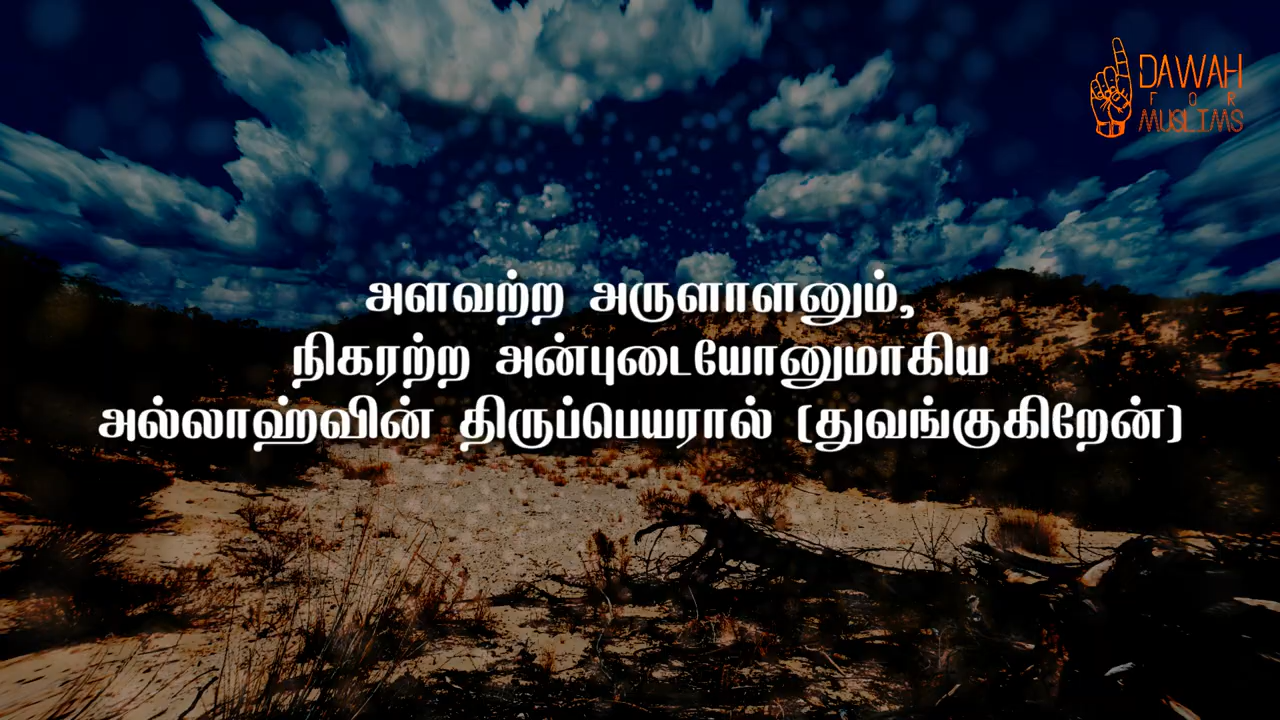 DAWAH
FOR
MUSLIMS
அளவற்ற அருளாளனும்,
நிகரற்ற அன்புடையோனுமாகிய
அல்லாஹ்வின் திருப்பெயரால் (துவங்குகிறேன்)